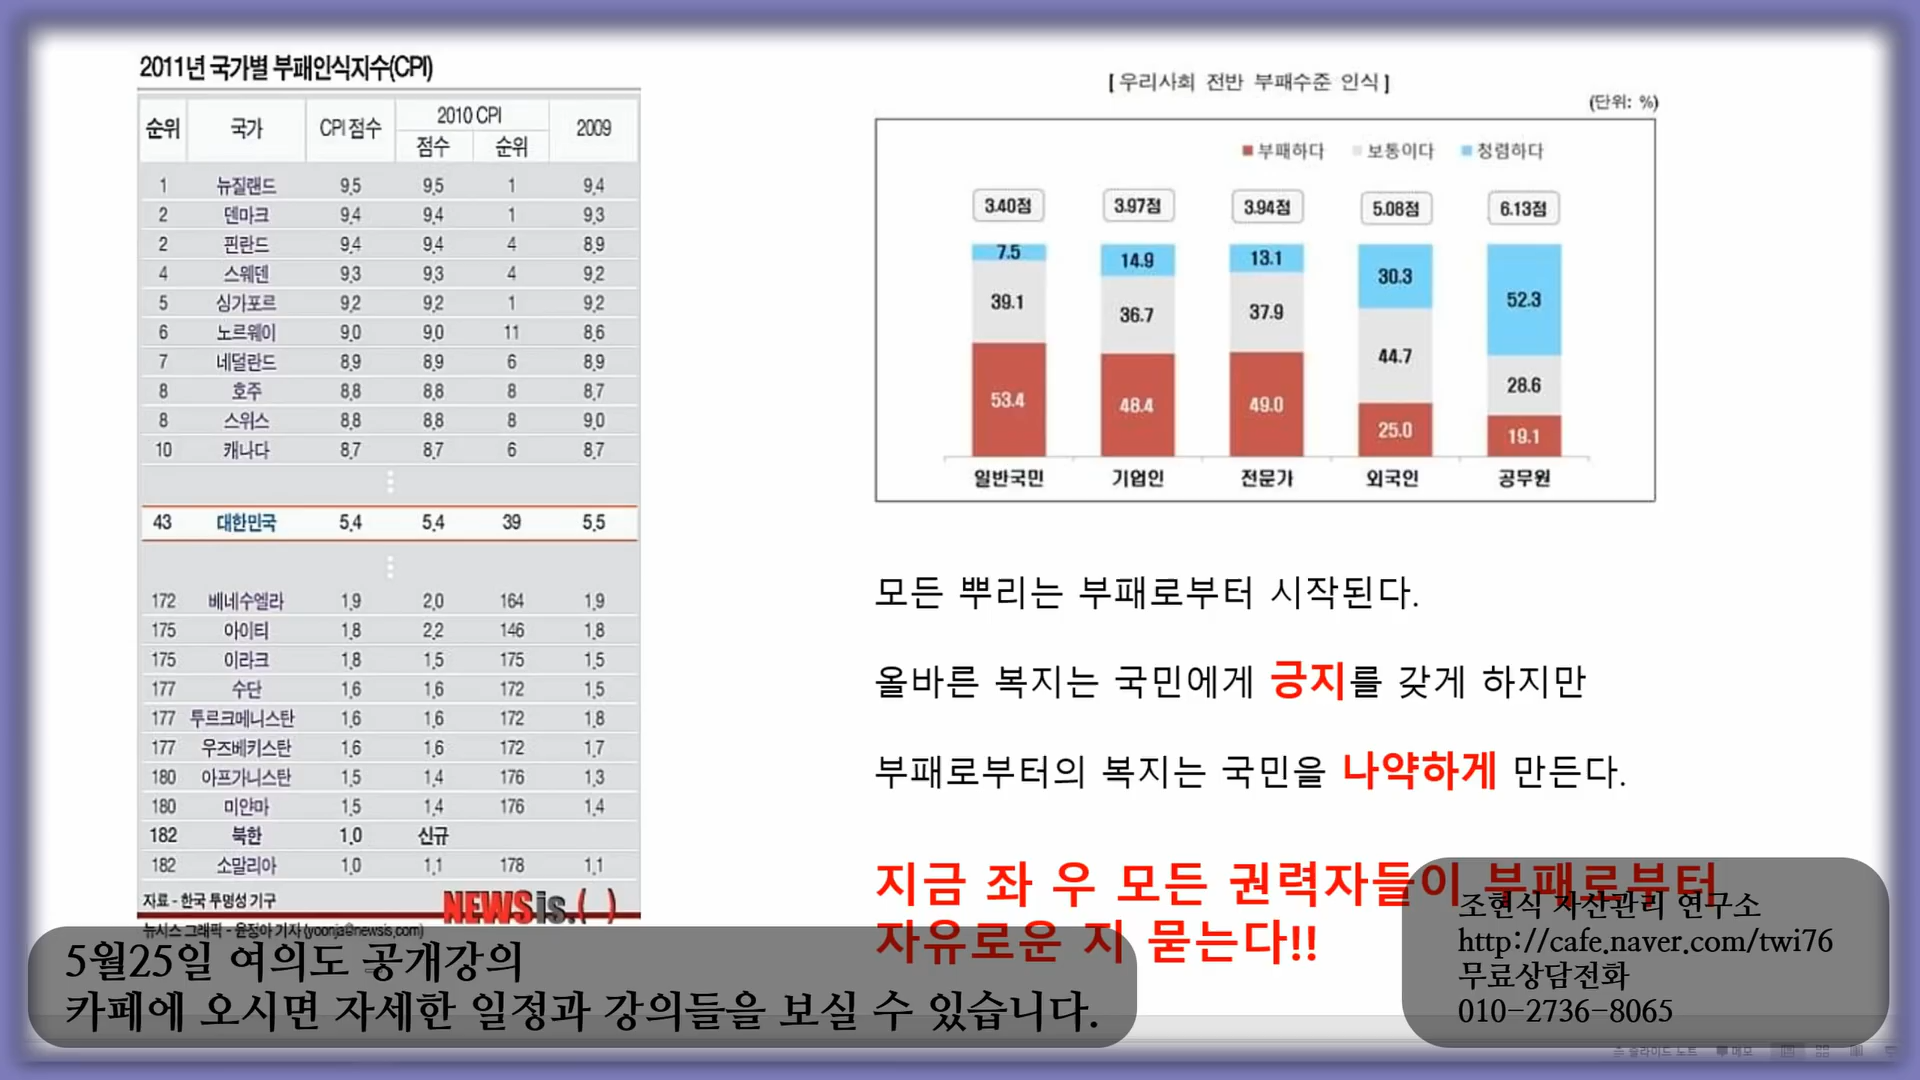 2011년 국가별 부패인식지수(CPI)
순위 국가 CPI 점수 2010 CPI 2009
점수 순위
1 뉴질랜드 9.5 9.5 1 9.4
2 덴마크 9.4 9.4 1 9.3
2 핀란드 9.4 9.4 4 8.9
4 스웨덴 9.3 9.3 4 9.2
5 싱가포르 9.2 9.2 1 9.2
6 노르웨이 9.0 9.0 11 8.6
7 네덜란드 8.9 8.9 6 8.9
8 호주 8.8 8.8 8 8.7
8 스위스 8.8 8.8 8 9.0
10 캐나다 8.7 8.7 6 8.7
43 대한민국 5.4 5.4 39 5.5
172 베네수엘라 1.9 2.0 164 1.9
175 아이티 1.8 2.2 146 1.8
175 이라크 1.8 1.5 175 1.5
177 수단 1.6 1.6 172 1.5
177 투르크메니스탄 1.6 1.6 172 1.8
177 우즈베키스탄 1.6 1.6 172 1.7
180 아프가니스탄 1.5 1.4 176 1.3
180 미얀마 1.5 1.4 176 1.4
182 북한 1.0 신규
182 소말리아 1.0 1.1 178 1.1
자료 - 한국 투명성 기구
NEWSis.( )
뉴시스 그래픽 - 윤정아 기자 (yoonja@newsis.com)
[ 우리사회 전반 부패수준 인식 ]
(단위: %)
부패하다 보통이다 청렴하다
3.40점 3.97점 3.94점 5.08점 6.13점
7.5 14.9 13.1 30.3 52.3
39.1 36.7 37.9 44.7 28.6
53.4 48.4 49.0 25.0 19.1
일반국민 기업인 전문가 외국인 공무원
모든 뿌리는 부패로부터 시작된다.
올바른 복지는 국민에게 긍지를 갖게 하지만
부패로부터의 복지는 국민을 나약하게 만든다.
지금 좌 우 모든 권력자들이 부패로부터
자유로운 지 묻는다!!
5월25일 여의도 공개강의
카페에 오시면 자세한 일정과 강의들을 보실 수 있습니다.
조현식 자산관리 연구소
http://cafe.naver.com/twi76
무료상담전화
010-2736-8065
슬라이드 노트 메모